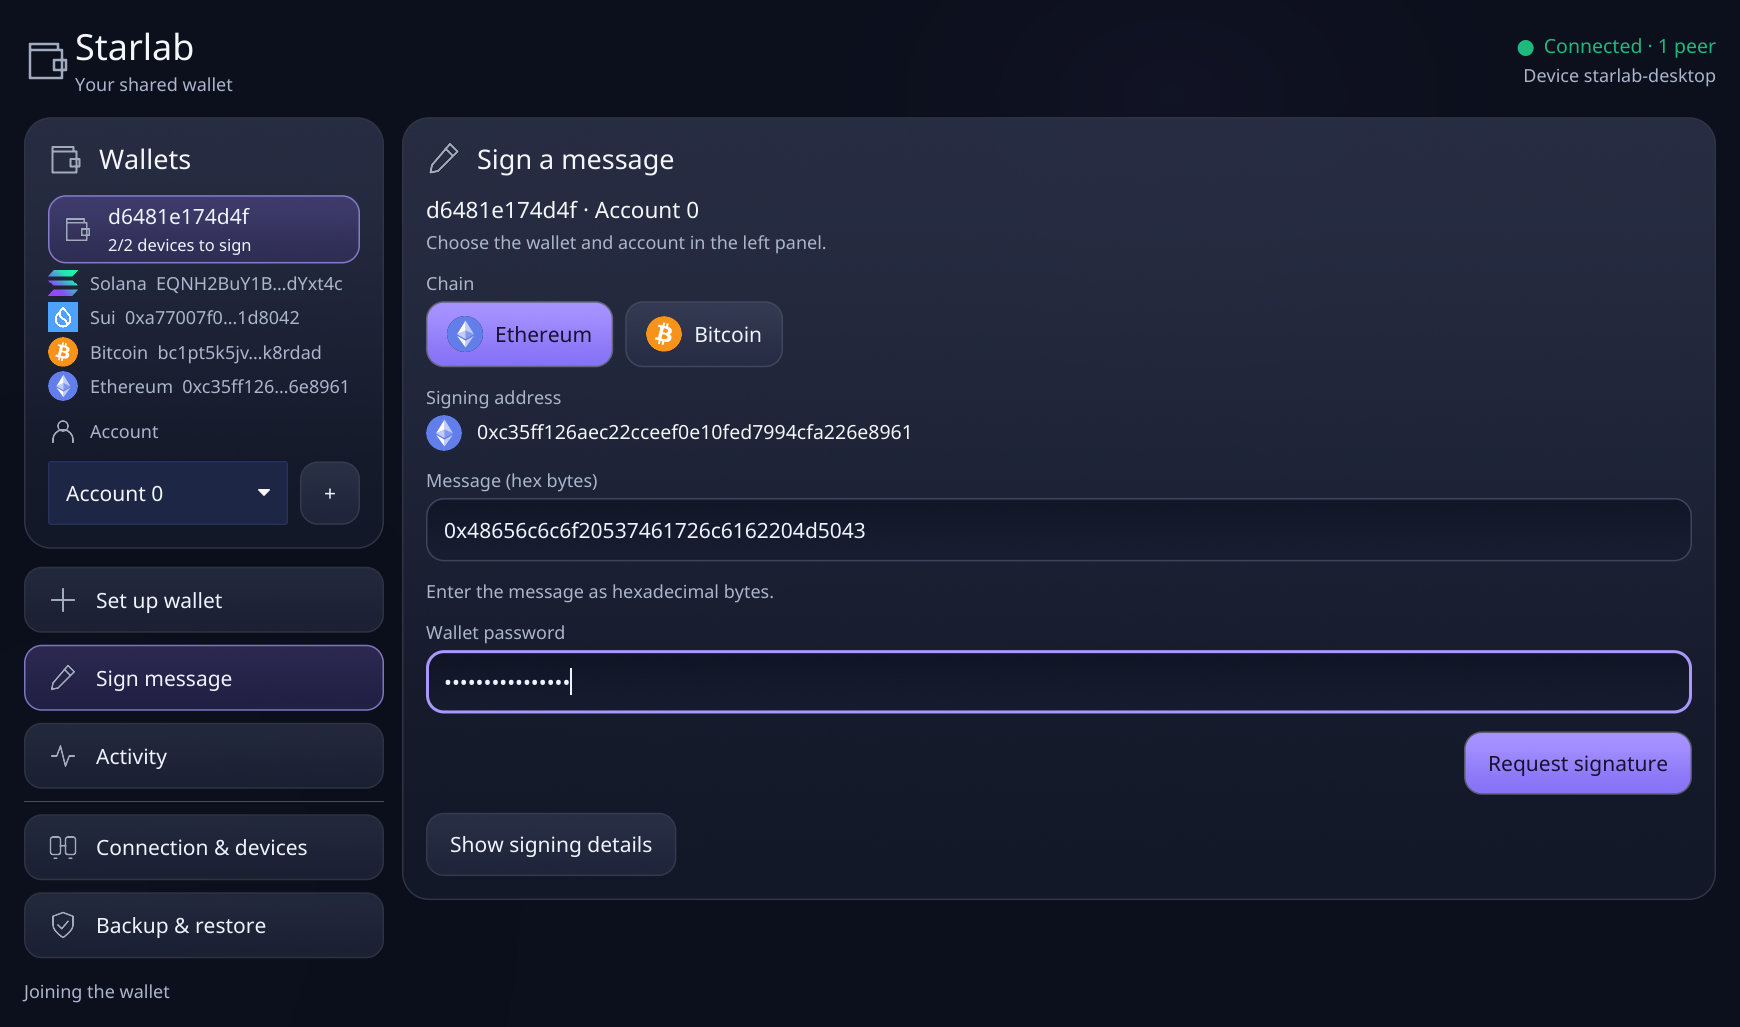 Starlab
Your shared wallet
Connected · 1 peer
Device starlab-desktop
Wallets
d6481e174d4f
2/2 devices to sign
Solana EQNH2BuY1B...dYxt4c
Sui 0xa77007f0...1d8042
Bitcoin bc1pt5k5jv...k8rdad
Ethereum 0xc35ff126...6e8961
Account
Account 0
+
Set up wallet
Sign message
Activity
Connection & devices
Backup & restore
Joining the wallet
Sign a message
d6481e174d4f · Account 0
Choose the wallet and account in the left panel.
Chain
Ethereum
Bitcoin
Signing address
0xc35ff126aec22cceef0e10fed7994cfa226e8961
Message (hex bytes)
0x48656c6c6f20537461726c6162204d5043
Enter the message as hexadecimal bytes.
Wallet password
••••••••••••••••
Request signature
Show signing details